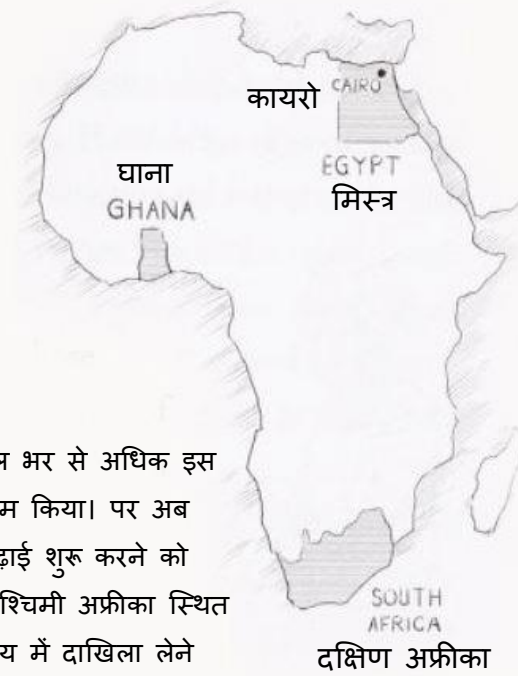 कायरो
CAIRO
EGYPT
मिस्त्र
घाना
GHANA
भर से अधिक इस
किया। पर अब
शुरू करने को
अफ्रीका स्थित
में दाखिला लेने
SOUTH
AFRICA
दक्षिण अफ्रीका